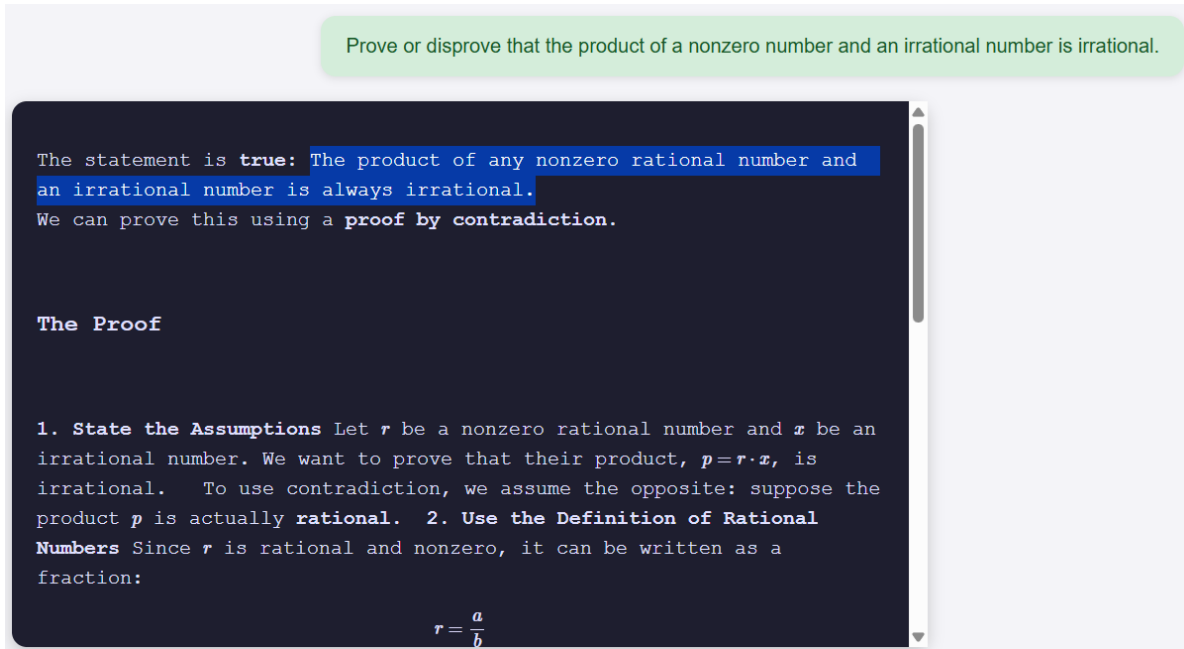 Prove or disprove that the product of a nonzero number and an irrational number is irrational.
The statement is true: The product of any nonzero rational number and
an irrational number is always irrational.
We can prove this using a proof by contradiction.
The Proof
1. State the Assumptions Let r be a nonzero rational number and x be an
irrational number. We want to prove that their product, p=r·x, is
irrational. To use contradiction, we assume the opposite: suppose the
product p is actually rational. 2. Use the Definition of Rational
Numbers Since r is rational and nonzero, it can be written as a
fraction:
r = a/b